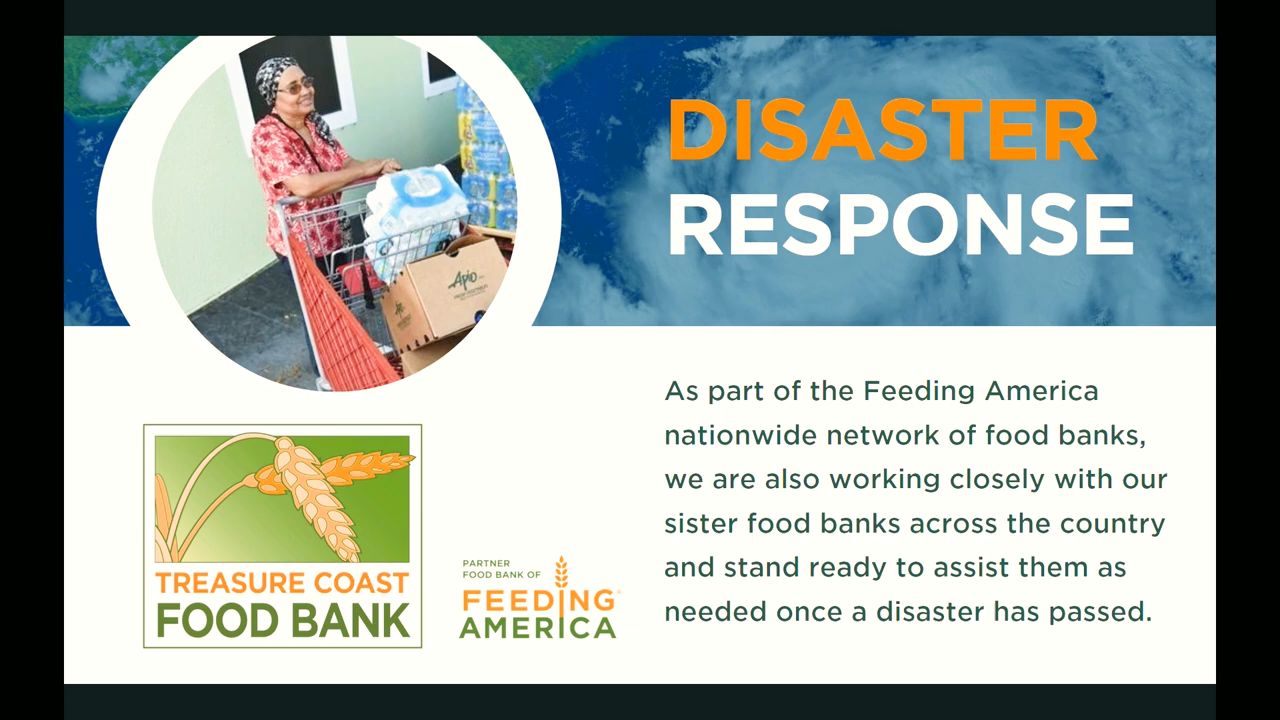 DISASTER
RESPONSE
Apio
As part of the Feeding America
nationwide network of food banks,
we are also working closely with our
sister food banks across the country
and stand ready to assist them as
needed once a disaster has passed.
TREASURE COAST
FOOD BANK
PARTNER
FOOD BANK OF
FEEDING
AMERICA